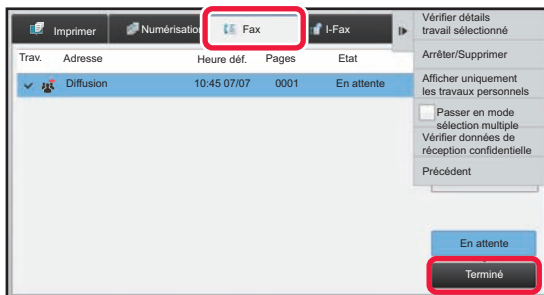 Imprimer
Numérisation
Fax
I-Fax
Trav.
Adresse
Heure déf.
Pages
Etat
Diffusion
10:45 07/07
0001
En attente
Vérifier détails
travail sélectionné
Arrêter/Supprimer
Afficher uniquement
les travaux personnels
Passer en mode
sélection multiple
Vérifier données de
réception confidentielle
Précédent
En attente
Terminé